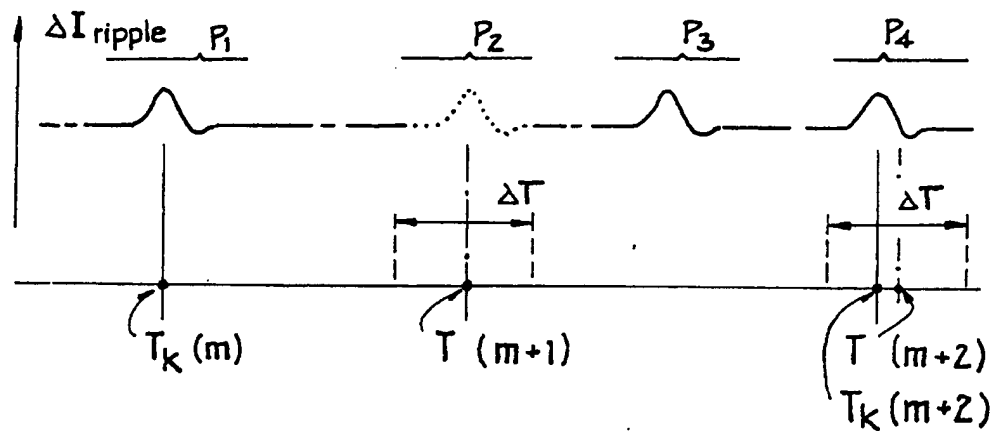 ΔI ripple
P1 P2 P3 P4
ΔT ΔT
Tk (m) T (m+1) T (m+2)
Tk (m+2)